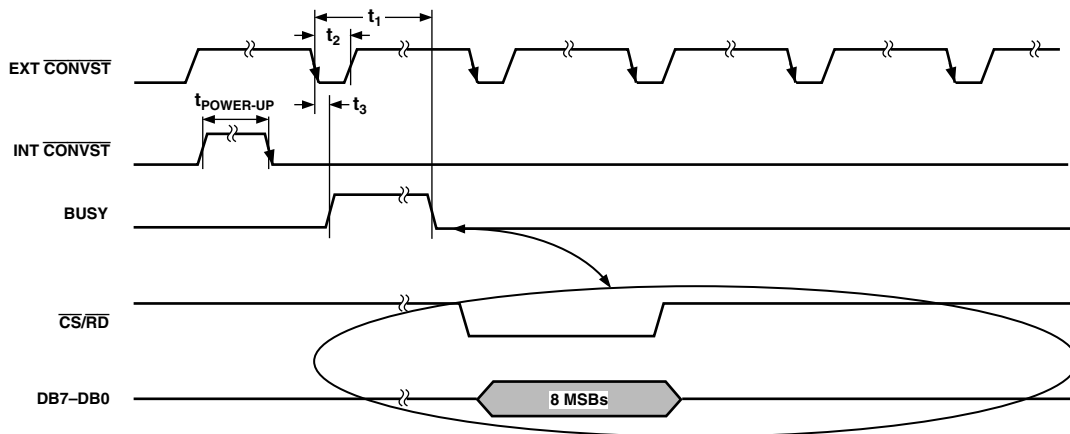 t1
t2
EXT CONVST
t3
tPOWER-UP
INT CONVST
BUSY
CS/RD
DB7–DB0
8 MSBs